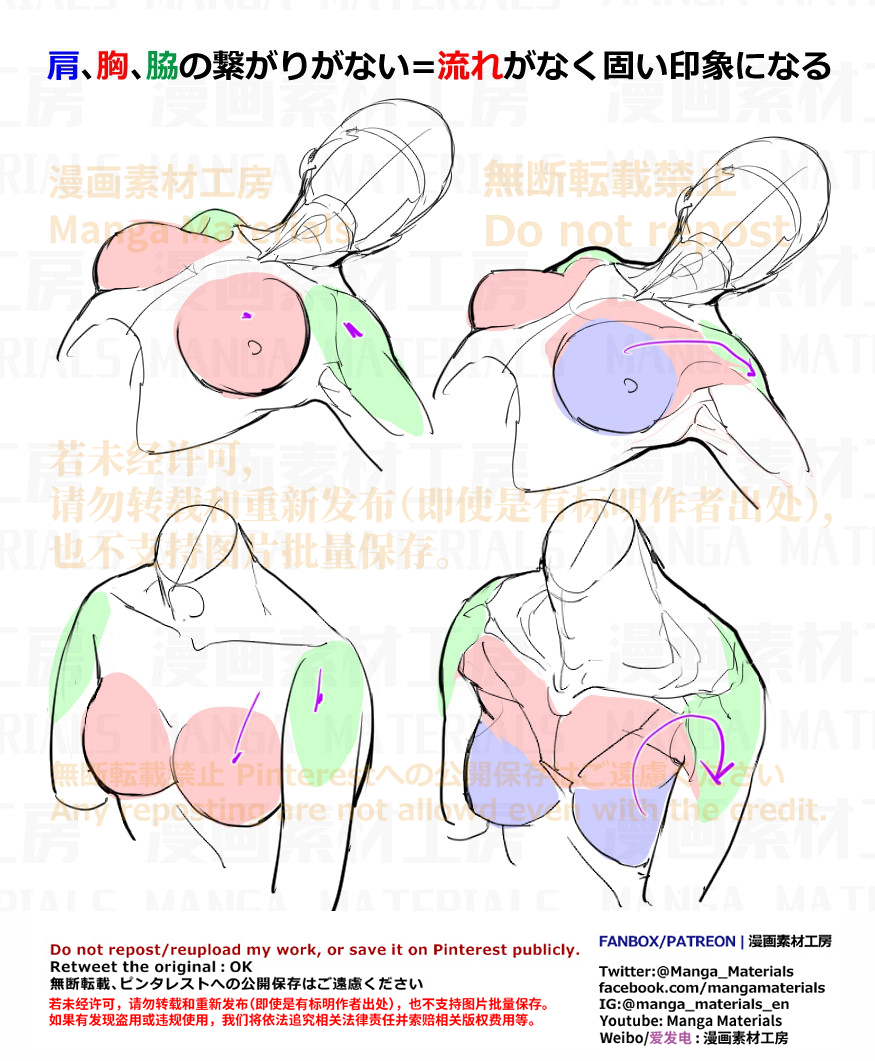 肩、胸、脇の繋がりがない=流れがなく固い印象になる
漫画素材工房
Manga Materials
無断転載禁止
Do not repost
若未经许可，
请勿转载和重新发布（即使是有标明作者出处），
也不支持图片批量保存。
無断転載禁止 Pinterestへの公開保存はご遠慮ください
Any reposting are not allowd even with the credit.
Do not repost/reupload my work, or save it on Pinterest publicly.
Retweet the original : OK
無断転載、ピンタレストへの公開保存はご遠慮ください
若未经许可，请勿转载和重新发布（即使是有标明作者出处），也不支持图片批量保存。
如果有发现盗用或违规使用，我们将依法追究相关法律责任并索赔相关版权费用等。
FANBOX/PATREON | 漫画素材工房
Twitter:@Manga_Materials
facebook.com/mangamaterials
IG:@manga_materials_en
Youtube: Manga Materials
Weibo/爱发电 : 漫画素材工房